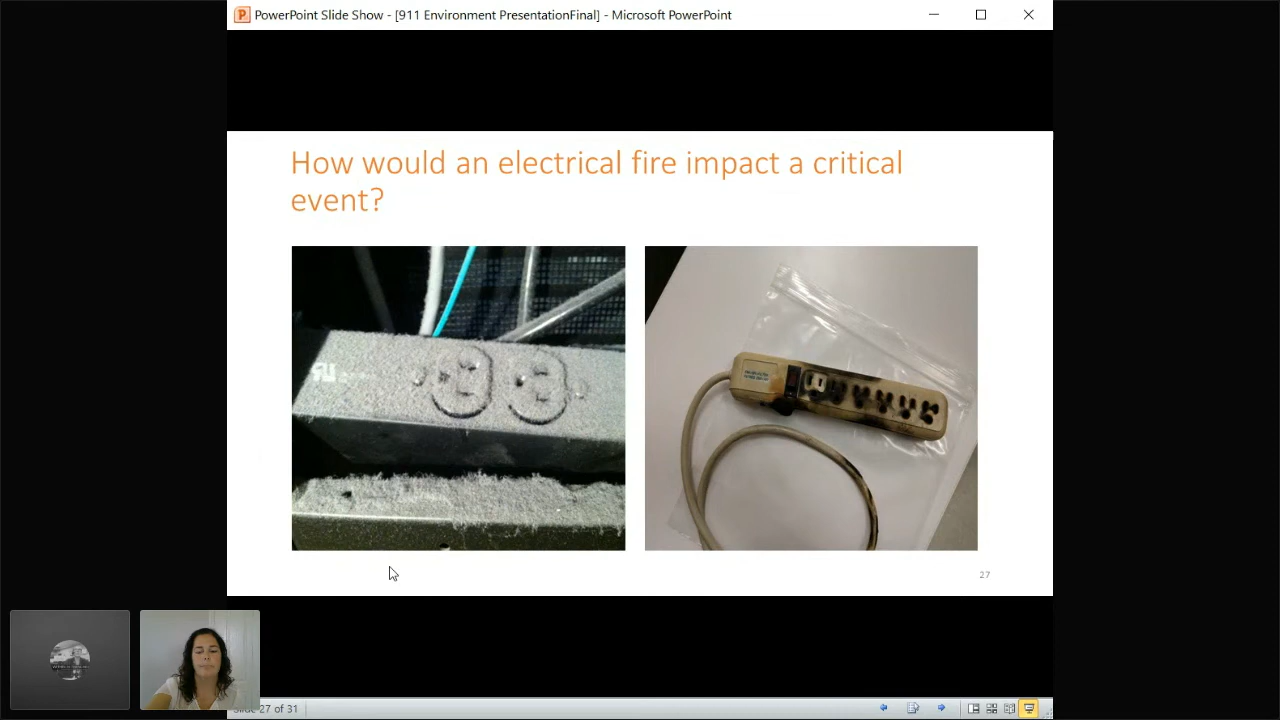 PowerPoint Slide Show - [911 Environment PresentationFinal] - Microsoft PowerPoint
How would an electrical fire impact a critical
event?
27
Slide 27 of 31